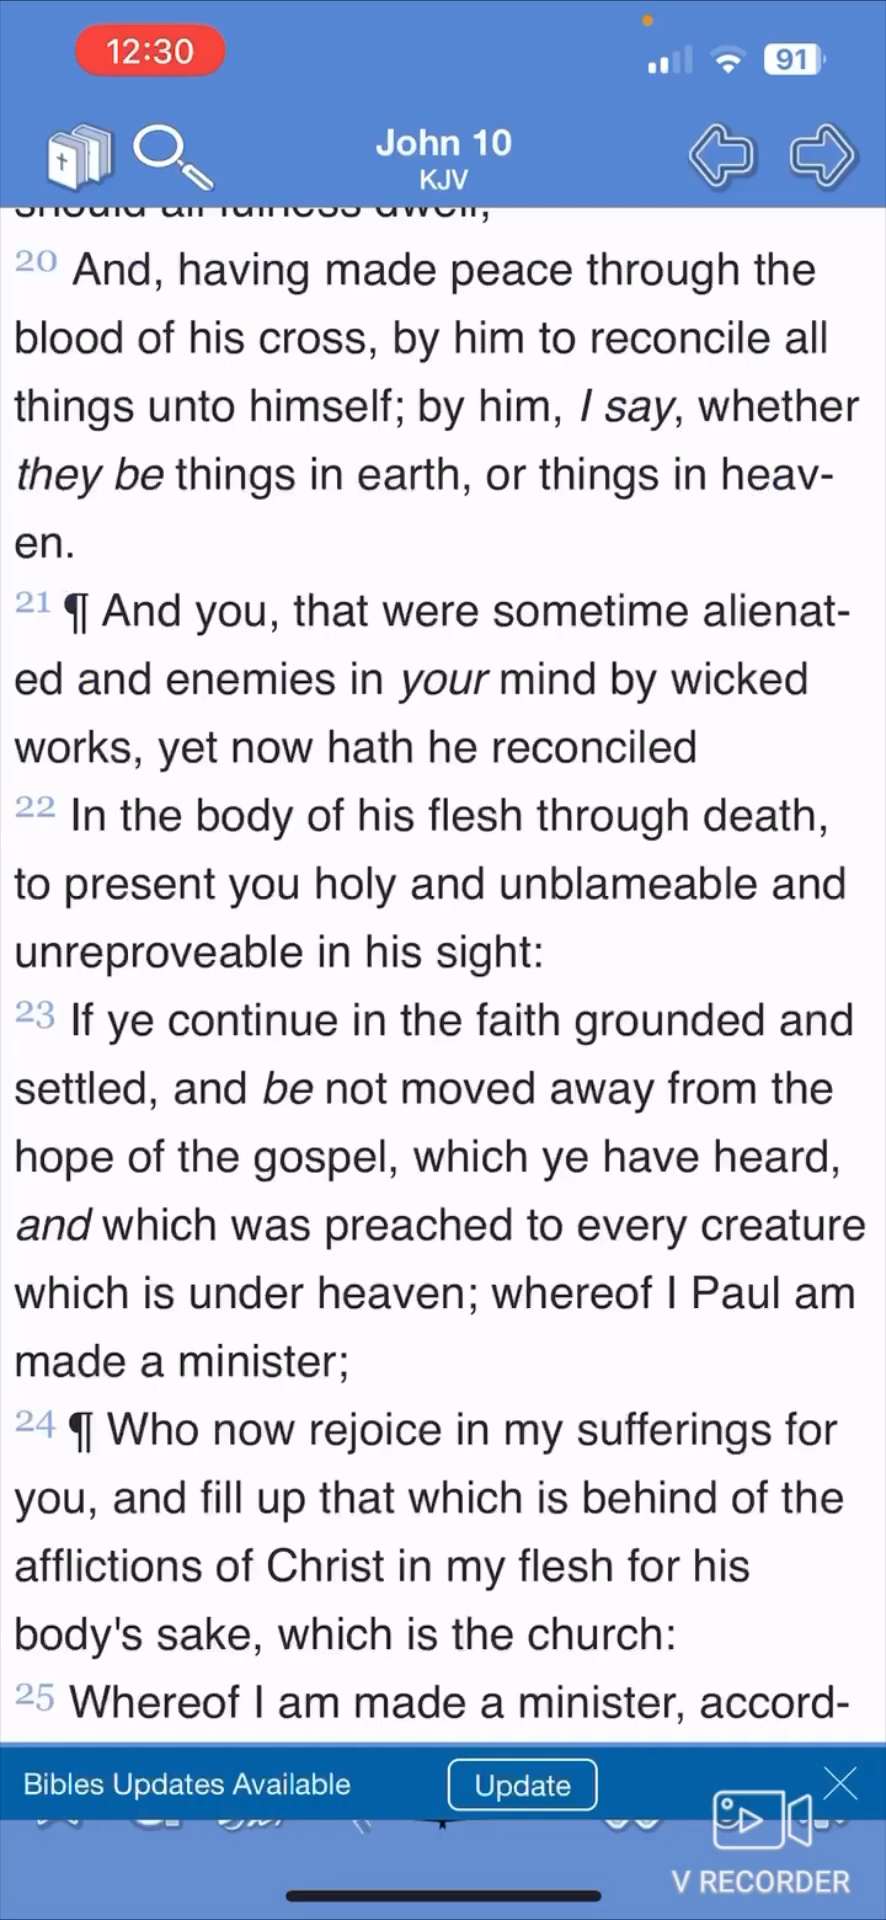 12:30
91
John 10
KJV
should all fulness dwell;
20 And, having made peace through the
blood of his cross, by him to reconcile all
things unto himself; by him, I say, whether
they be things in earth, or things in heav-
en.
21 ¶ And you, that were sometime alienat-
ed and enemies in your mind by wicked
works, yet now hath he reconciled
22 In the body of his flesh through death,
to present you holy and unblameable and
unreproveable in his sight:
23 If ye continue in the faith grounded and
settled, and be not moved away from the
hope of the gospel, which ye have heard,
and which was preached to every creature
which is under heaven; whereof I Paul am
made a minister;
24 ¶ Who now rejoice in my sufferings for
you, and fill up that which is behind of the
afflictions of Christ in my flesh for his
body's sake, which is the church:
25 Whereof I am made a minister, accord-
Bibles Updates Available
Update
V RECORDER